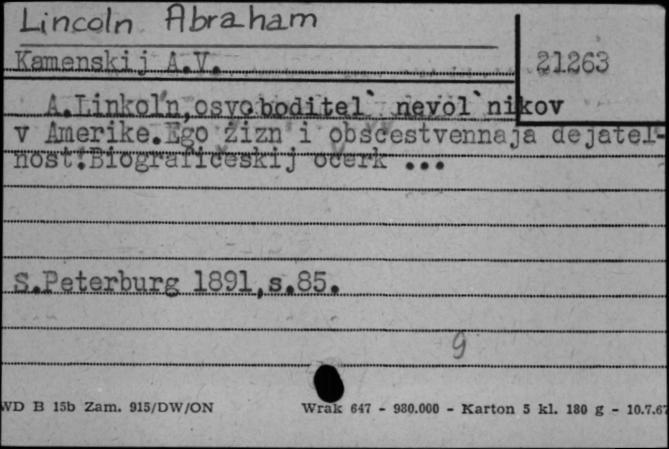 Lincoln Abraham
Kamenskij A.V.
21263
A.Linkol'n,osvoboditel` nevol`nikov
v Amerike.Ego žizn' i obščestvennaja dejatel-
nost'.Biografičeskij očerk ...
S.Peterburg 1891,s.85.
9
WD B 15b Zam. 915/DW/ON
Wrak 647 - 980.000 - Karton 5 kl. 180 g - 10.7.67